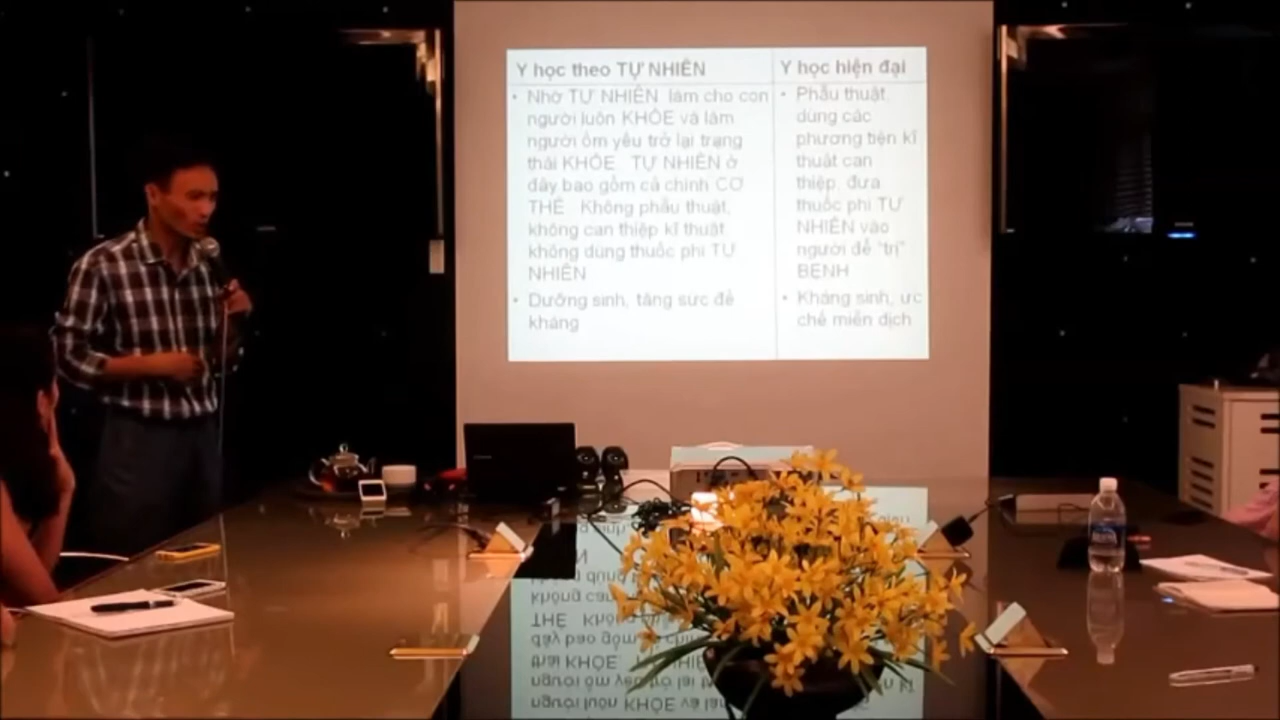 Y học theo TỰ NHIÊN
• Nhờ TỰ NHIÊN làm cho con
người luôn KHỎE và làm
người ốm yếu trở lại trạng
thái KHỎE TỰ NHIÊN ở
đây bao gồm cả chính CƠ
THỂ Không phẫu thuật,
không can thiệp kĩ thuật,
không dùng thuốc phi TỰ
NHIÊN
• Dưỡng sinh, tăng sức đề
kháng
Y học hiện đại
• Phẫu thuật,
dùng các
phương tiện kĩ
thuật can
thiệp, đưa
thuốc phi TỰ
NHIÊN vào
người để "trị"
BỆNH
• Kháng sinh, ức
chế miễn dịch